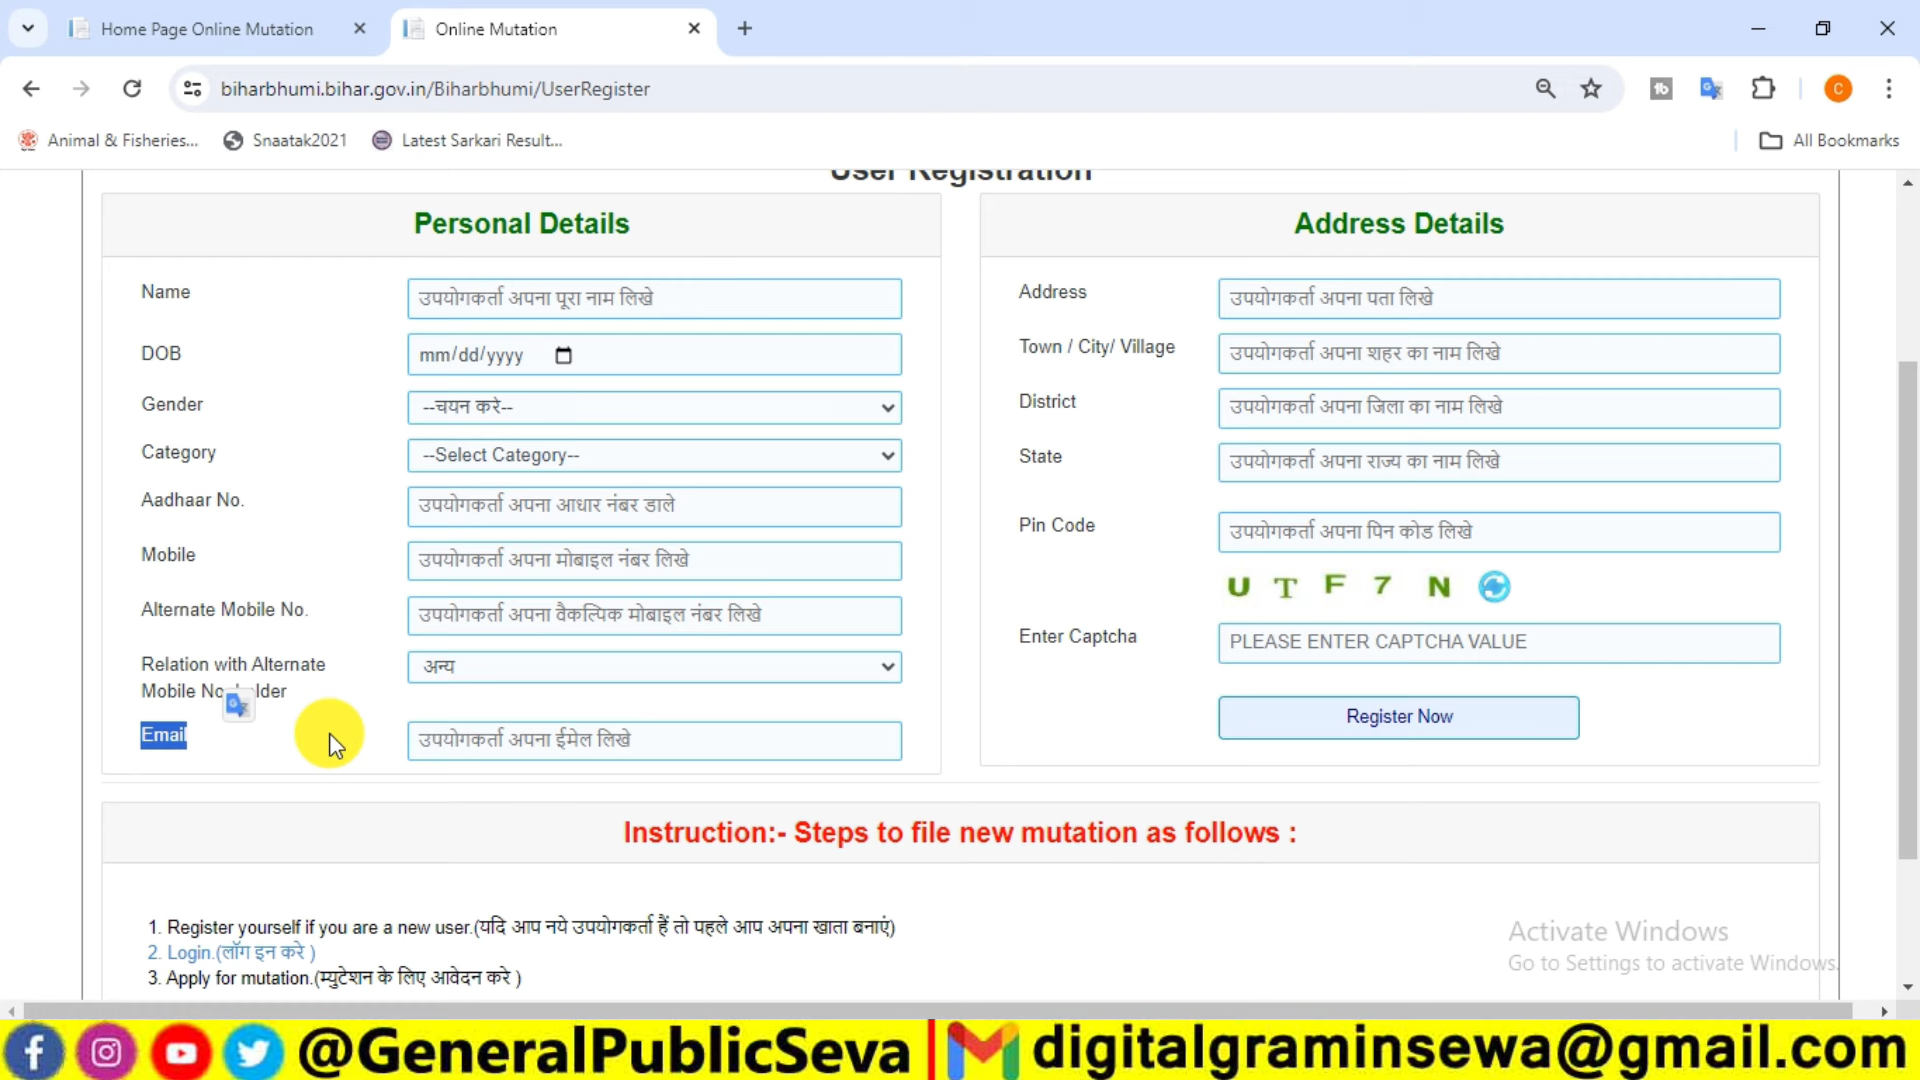 Home Page Online Mutation
Online Mutation
biharbhumi.bihar.gov.in/Biharbhumi/UserRegister
C
Animal & Fisheries...
Snaatak2021
Latest Sarkari Result...
All Bookmarks
User Registration
Personal Details
Name
उपयोगकर्ता अपना पूरा नाम लिखे
DOB
mm/dd/yyyy
Gender
--चयन करे--
Category
--Select Category--
Aadhaar No.
उपयोगकर्ता अपना आधार नंबर डाले
Mobile
उपयोगकर्ता अपना मोबाइल नंबर लिखे
Alternate Mobile No.
उपयोगकर्ता अपना वैकल्पिक मोबाइल नंबर लिखे
Relation with Alternate
Mobile No
अन्य
Email
उपयोगकर्ता अपना ईमेल लिखे
Address Details
Address
उपयोगकर्ता अपना पता लिखे
Town / City/ Village
उपयोगकर्ता अपना शहर का नाम लिखे
District
उपयोगकर्ता अपना जिला का नाम लिखे
State
उपयोगकर्ता अपना राज्य का नाम लिखे
Pin Code
उपयोगकर्ता अपना पिन कोड लिखे
U T F 7 N
Enter Captcha
PLEASE ENTER CAPTCHA VALUE
Register Now
Instruction:- Steps to file new mutation as follows :
1. Register yourself if you are a new user.(यदि आप नये उपयोगकर्ता हैं तो पहले आप अपना खाता बनाएं)
2. Login.(लॉग इन करे )
3. Apply for mutation.(म्युटेशन के लिए आवेदन करे )
Activate Windows
Go to Settings to activate Windows.
@GeneralPublicSeva
digitalgraminsewa@gmail.com